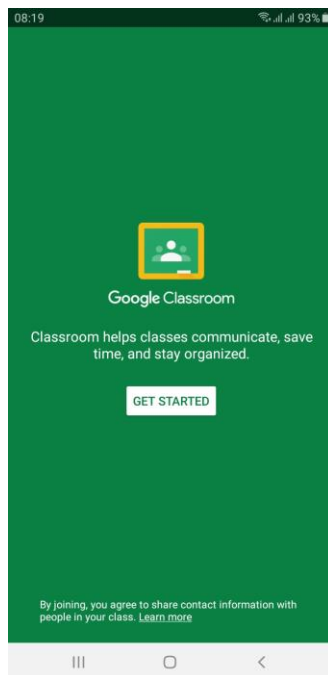 08:19
93%
Google Classroom
Classroom helps classes communicate, save
time, and stay organized.
GET STARTED
By joining, you agree to share contact information with
people in your class. Learn more